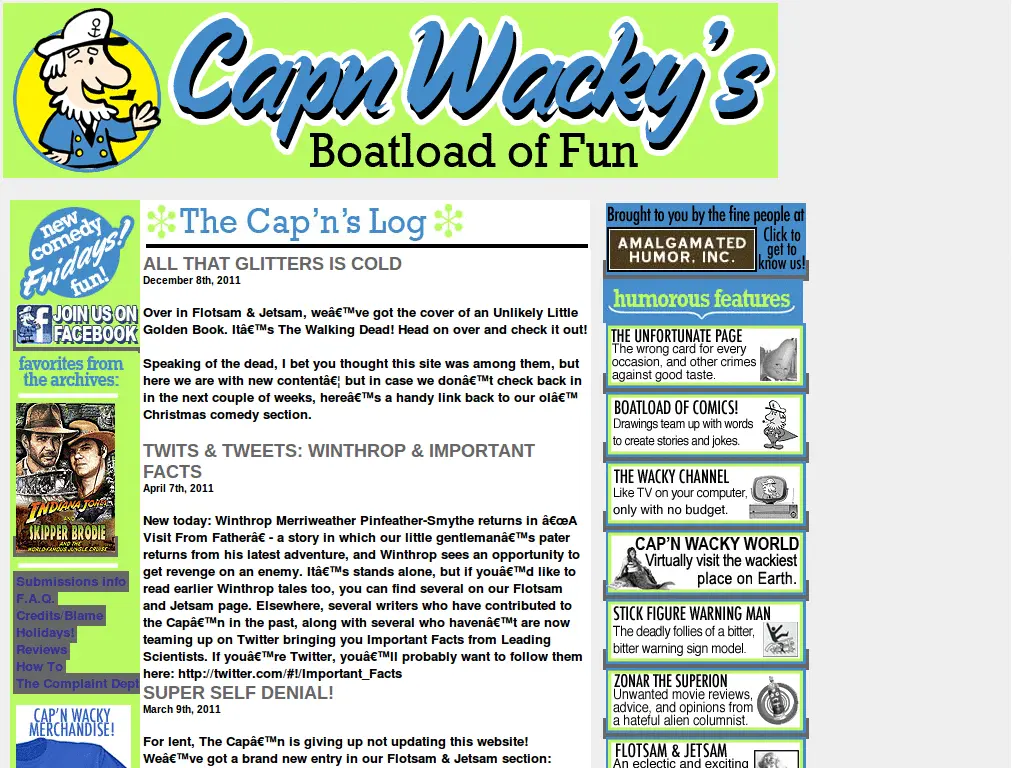 Capn Wacky's
Boatload of Fun
new
comedy
Fridays!
fun!
JOIN US ON
FACEBOOK
favorites from
the archives:
INDIANA JONES
AND
SKIPPER BRODIE
AND THE
WORLD-FAMOUS JUNGLE CRUISE
Submissions info
F.A.Q.
Credits/Blame
Holidays!
Reviews
How To
The Complaint Dept
CAP'N WACKY
MERCHANDISE!
The Cap'n's Log
ALL THAT GLITTERS IS COLD
December 8th, 2011
Over in Flotsam & Jetsam, weâ€™ve got the cover of an Unlikely Little
Golden Book. Itâ€™s The Walking Dead! Head on over and check it out!
Speaking of the dead, I bet you thought this site was among them, but
here we are with new contentâ€¦ but in case we donâ€™t check back in
in the next couple of weeks, hereâ€™s a handy link back to our olâ€™
Christmas comedy section.
TWITS & TWEETS: WINTHROP & IMPORTANT
FACTS
April 7th, 2011
New today: Winthrop Merriweather Pinfeather-Smythe returns in â€œA
Visit From Fatherâ€ - a story in which our little gentlemanâ€™s pater
returns from his latest adventure, and Winthrop sees an opportunity to
get revenge on an enemy. Itâ€™s stands alone, but if youâ€™d like to
read earlier Winthrop tales too, you can find several on our Flotsam
and Jetsam page. Elsewhere, several writers who have contributed to
the Capâ€™n in the past, along with several who havenâ€™t are now
teaming up on Twitter bringing you Important Facts from Leading
Scientists. If youâ€™re Twitter, youâ€™ll probably want to follow them
here: http://twitter.com/#!/Important_Facts
SUPER SELF DENIAL!
March 9th, 2011
For lent, The Capâ€™n is giving up not updating this website!
Weâ€™ve got a brand new entry in our Flotsam & Jetsam section:
Brought to you by the fine people at
AMALGAMATED
HUMOR, INC.
Click to
get to
know us!
humorous features
THE UNFORTUNATE PAGE
The wrong card for every
occasion, and other crimes
against good taste.
BOATLOAD OF COMICS!
Drawings team up with words
to create stories and jokes.
THE WACKY CHANNEL
Like TV on your computer,
only with no budget.
CAP'N WACKY WORLD
Virtually visit the wackiest
place on Earth.
STICK FIGURE WARNING MAN
The deadly follies of a bitter,
bitter warning sign model.
ZONAR THE SUPERION
Unwanted movie reviews,
advice, and opinions from
a hateful alien columnist.
FLOTSAM & JETSAM
An eclectic and exciting